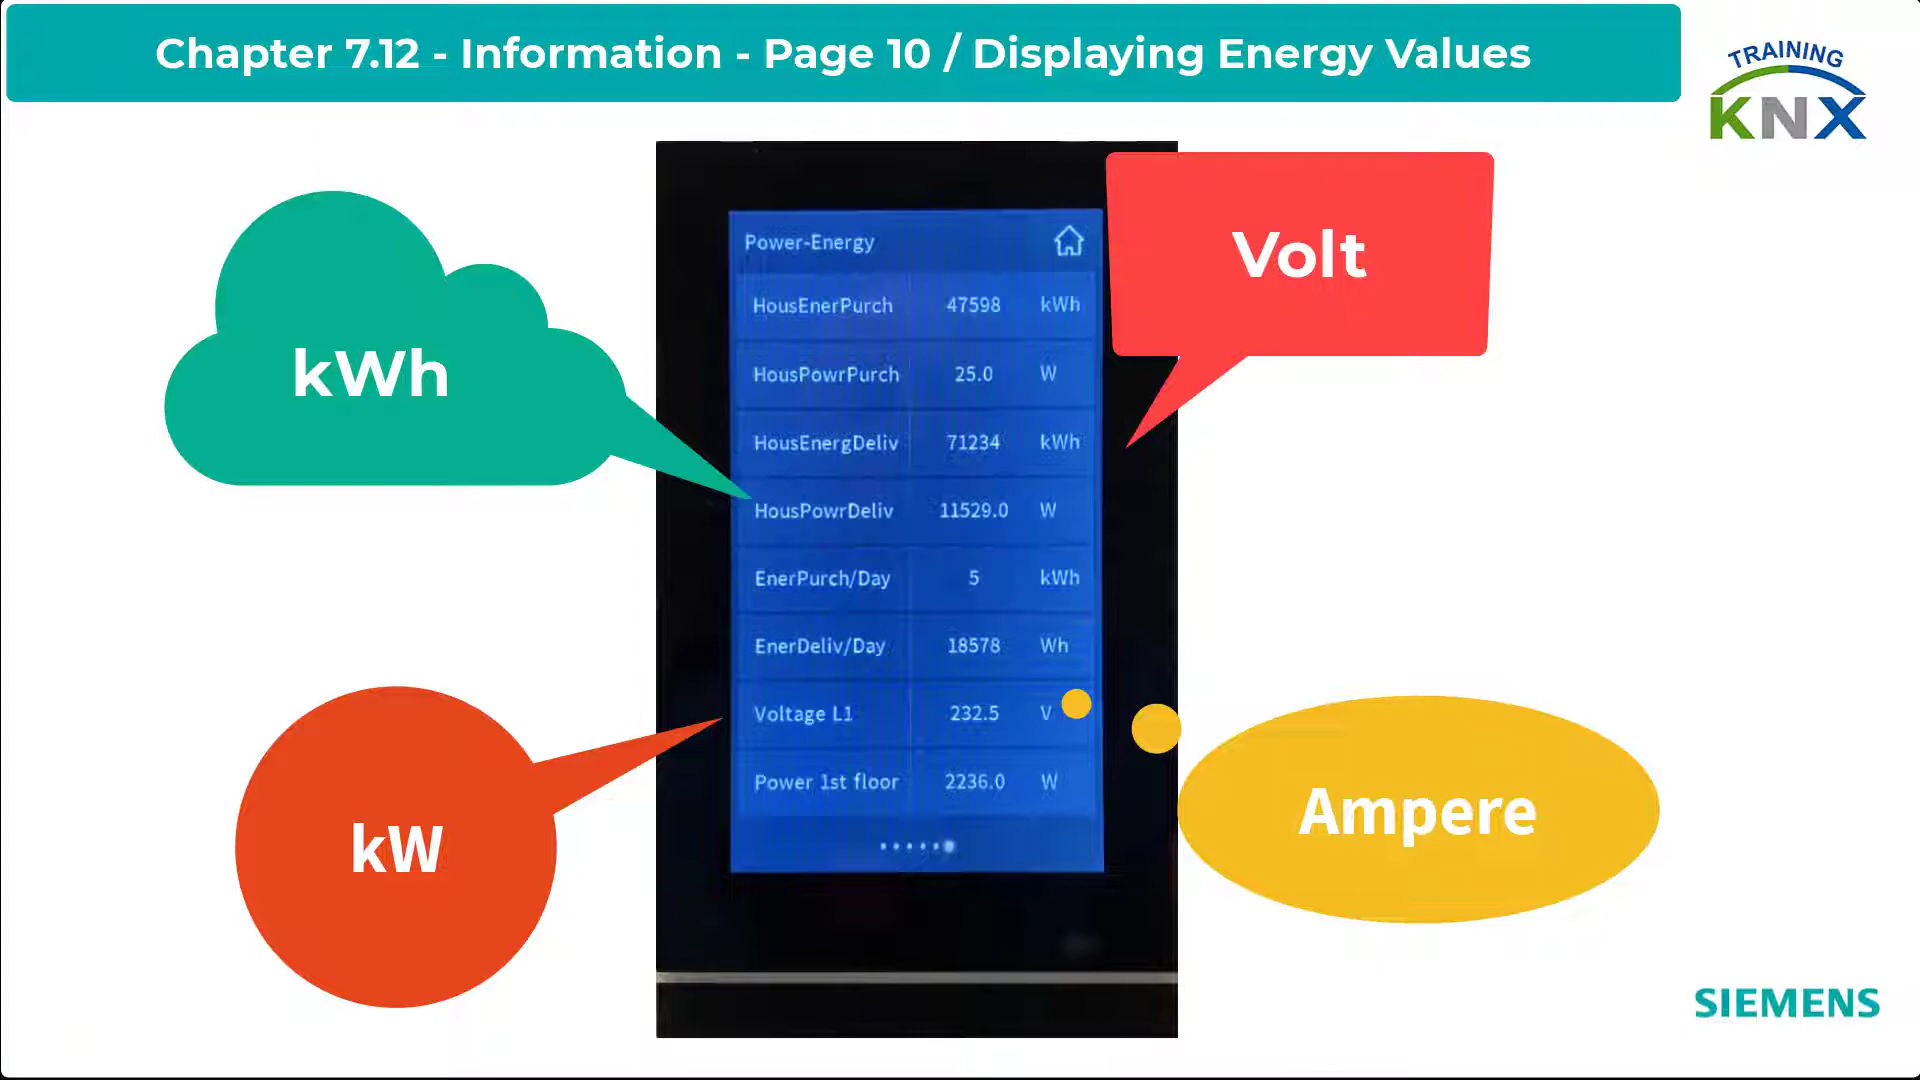 Chapter 7.12 - Information - Page 10 / Displaying Energy Values
TRAINING
KNX
kWh
Volt
Power-Energy
HousEnerPurch 47598 kWh
HousPowrPurch 25.0 W
HousEnergDeliv 71234 kWh
HousPowrDeliv 11529.0 W
EnerPurch/Day 5 kWh
EnerDeliv/Day 18578 Wh
Voltage L1 232.5 V
Power 1st floor 2236.0 W
kW
Ampere
SIEMENS